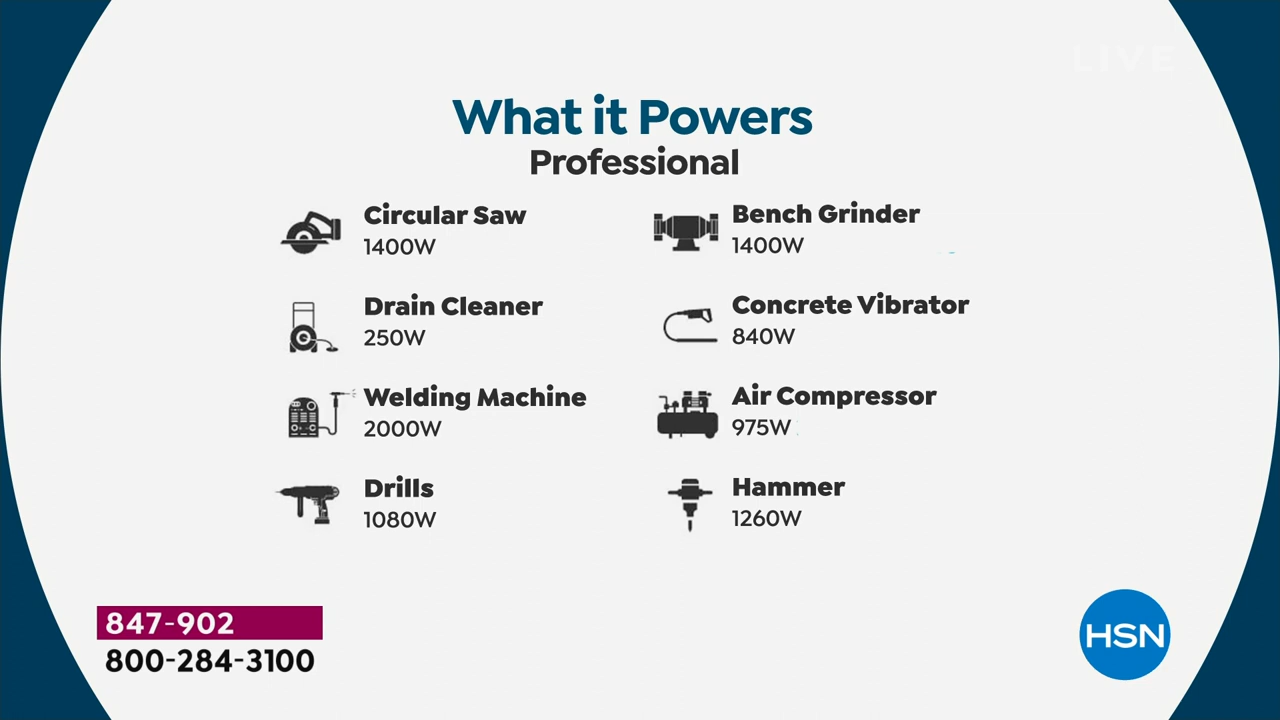 LIVE
What it Powers
Professional
Circular Saw
1400W
Bench Grinder
1400W
Drain Cleaner
250W
Concrete Vibrator
840W
Welding Machine
2000W
Air Compressor
975W
Drills
1080W
Hammer
1260W
847-902
800-284-3100
HSN